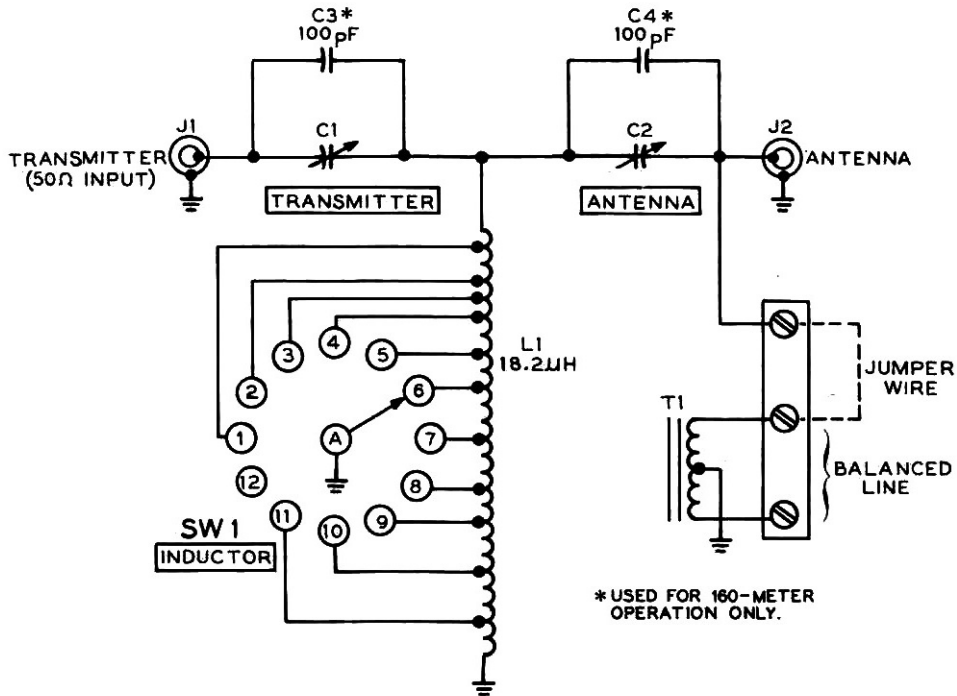 C3*
100pF
C4*
100pF
J1
C1
C2
J2
TRANSMITTER
(50Ω INPUT)
ANTENNA
TRANSMITTER
ANTENNA
1
2
3
4
5
6
7
8
9
10
11
12
A
L1
18.2µH
SW1
INDUCTOR
T1
JUMPER
WIRE
BALANCED
LINE
*USED FOR 160-METER
OPERATION ONLY.